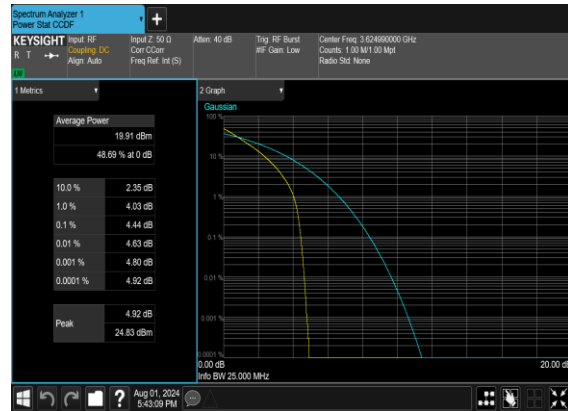 Spectrum Analyzer 1
Power Stat CCDF
KEYSIGHT
R T
LXI
Input: RF
Coupling: DC
Align: Auto
Input Z: 50 Ω
Corr CCorr
Freq Ref: Int (S)
Atten: 40 dB
Trig: RF Burst
#IF Gain: Low
Center Freq: 3.624990000 GHz
Counts: 1.00 M/1.00 Mpt
Radio Std: None
1 Metrics
Average Power
19.91 dBm
48.69 % at 0 dB
10.0 % 2.35 dB
1.0 % 4.03 dB
0.1 % 4.44 dB
0.01 % 4.63 dB
0.001 % 4.80 dB
0.0001 % 4.92 dB
Peak
4.92 dB
24.83 dBm
2 Graph
Gaussian
100 %
10 %
1 %
0.1 %
0.01 %
0.001 %
0.0001 %
0.00 dB
20.00 dB
Info BW 25.000 MHz
?
Aug 01, 2024
5:43:09 PM